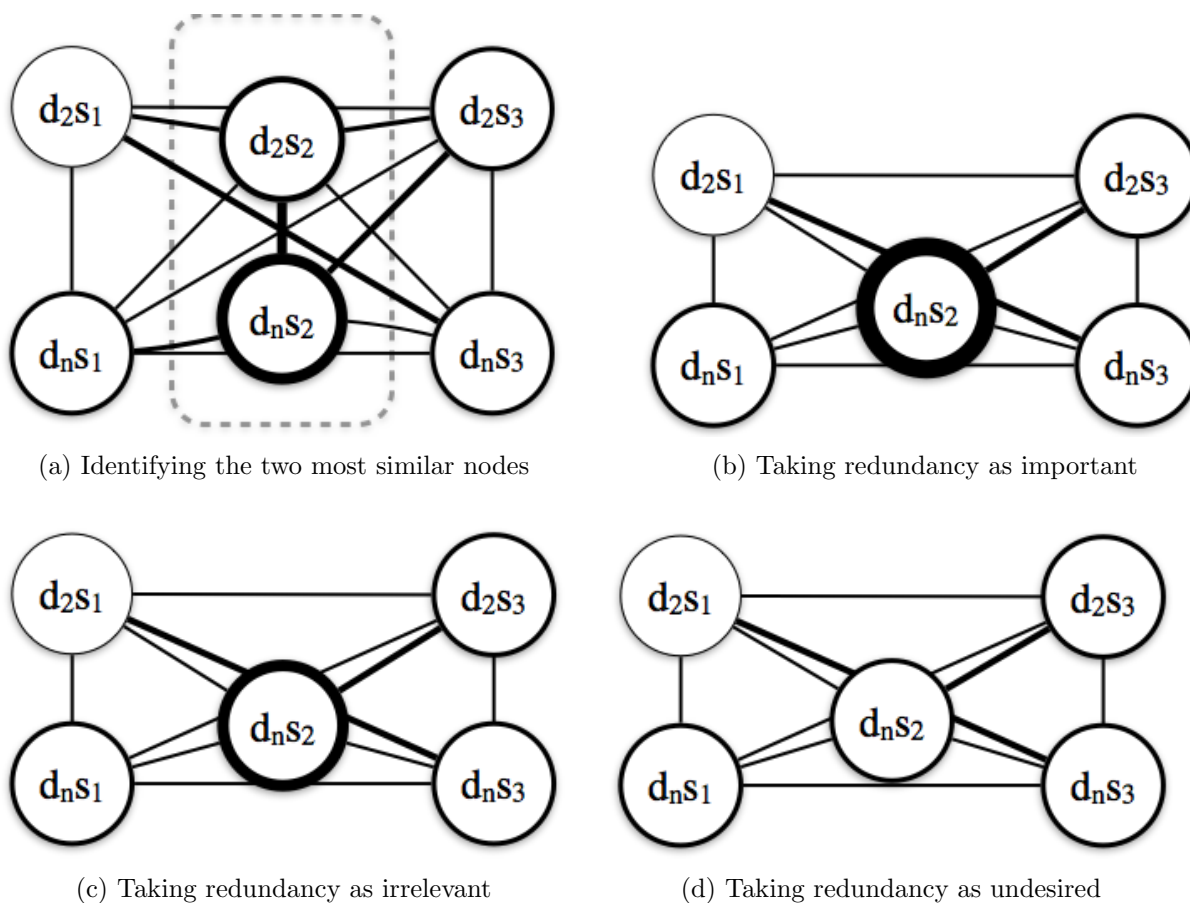 d₂s₁ d₂s₂ d₂s₃
dₙs₁ dₙs₂ dₙs₃
(a) Identifying the two most similar nodes
d₂s₁ d₂s₃
dₙs₂
dₙs₁ dₙs₃
(b) Taking redundancy as important
d₂s₁ d₂s₃
dₙs₂
dₙs₁ dₙs₃
(c) Taking redundancy as irrelevant
d₂s₁ d₂s₃
dₙs₂
dₙs₁ dₙs₃
(d) Taking redundancy as undesired